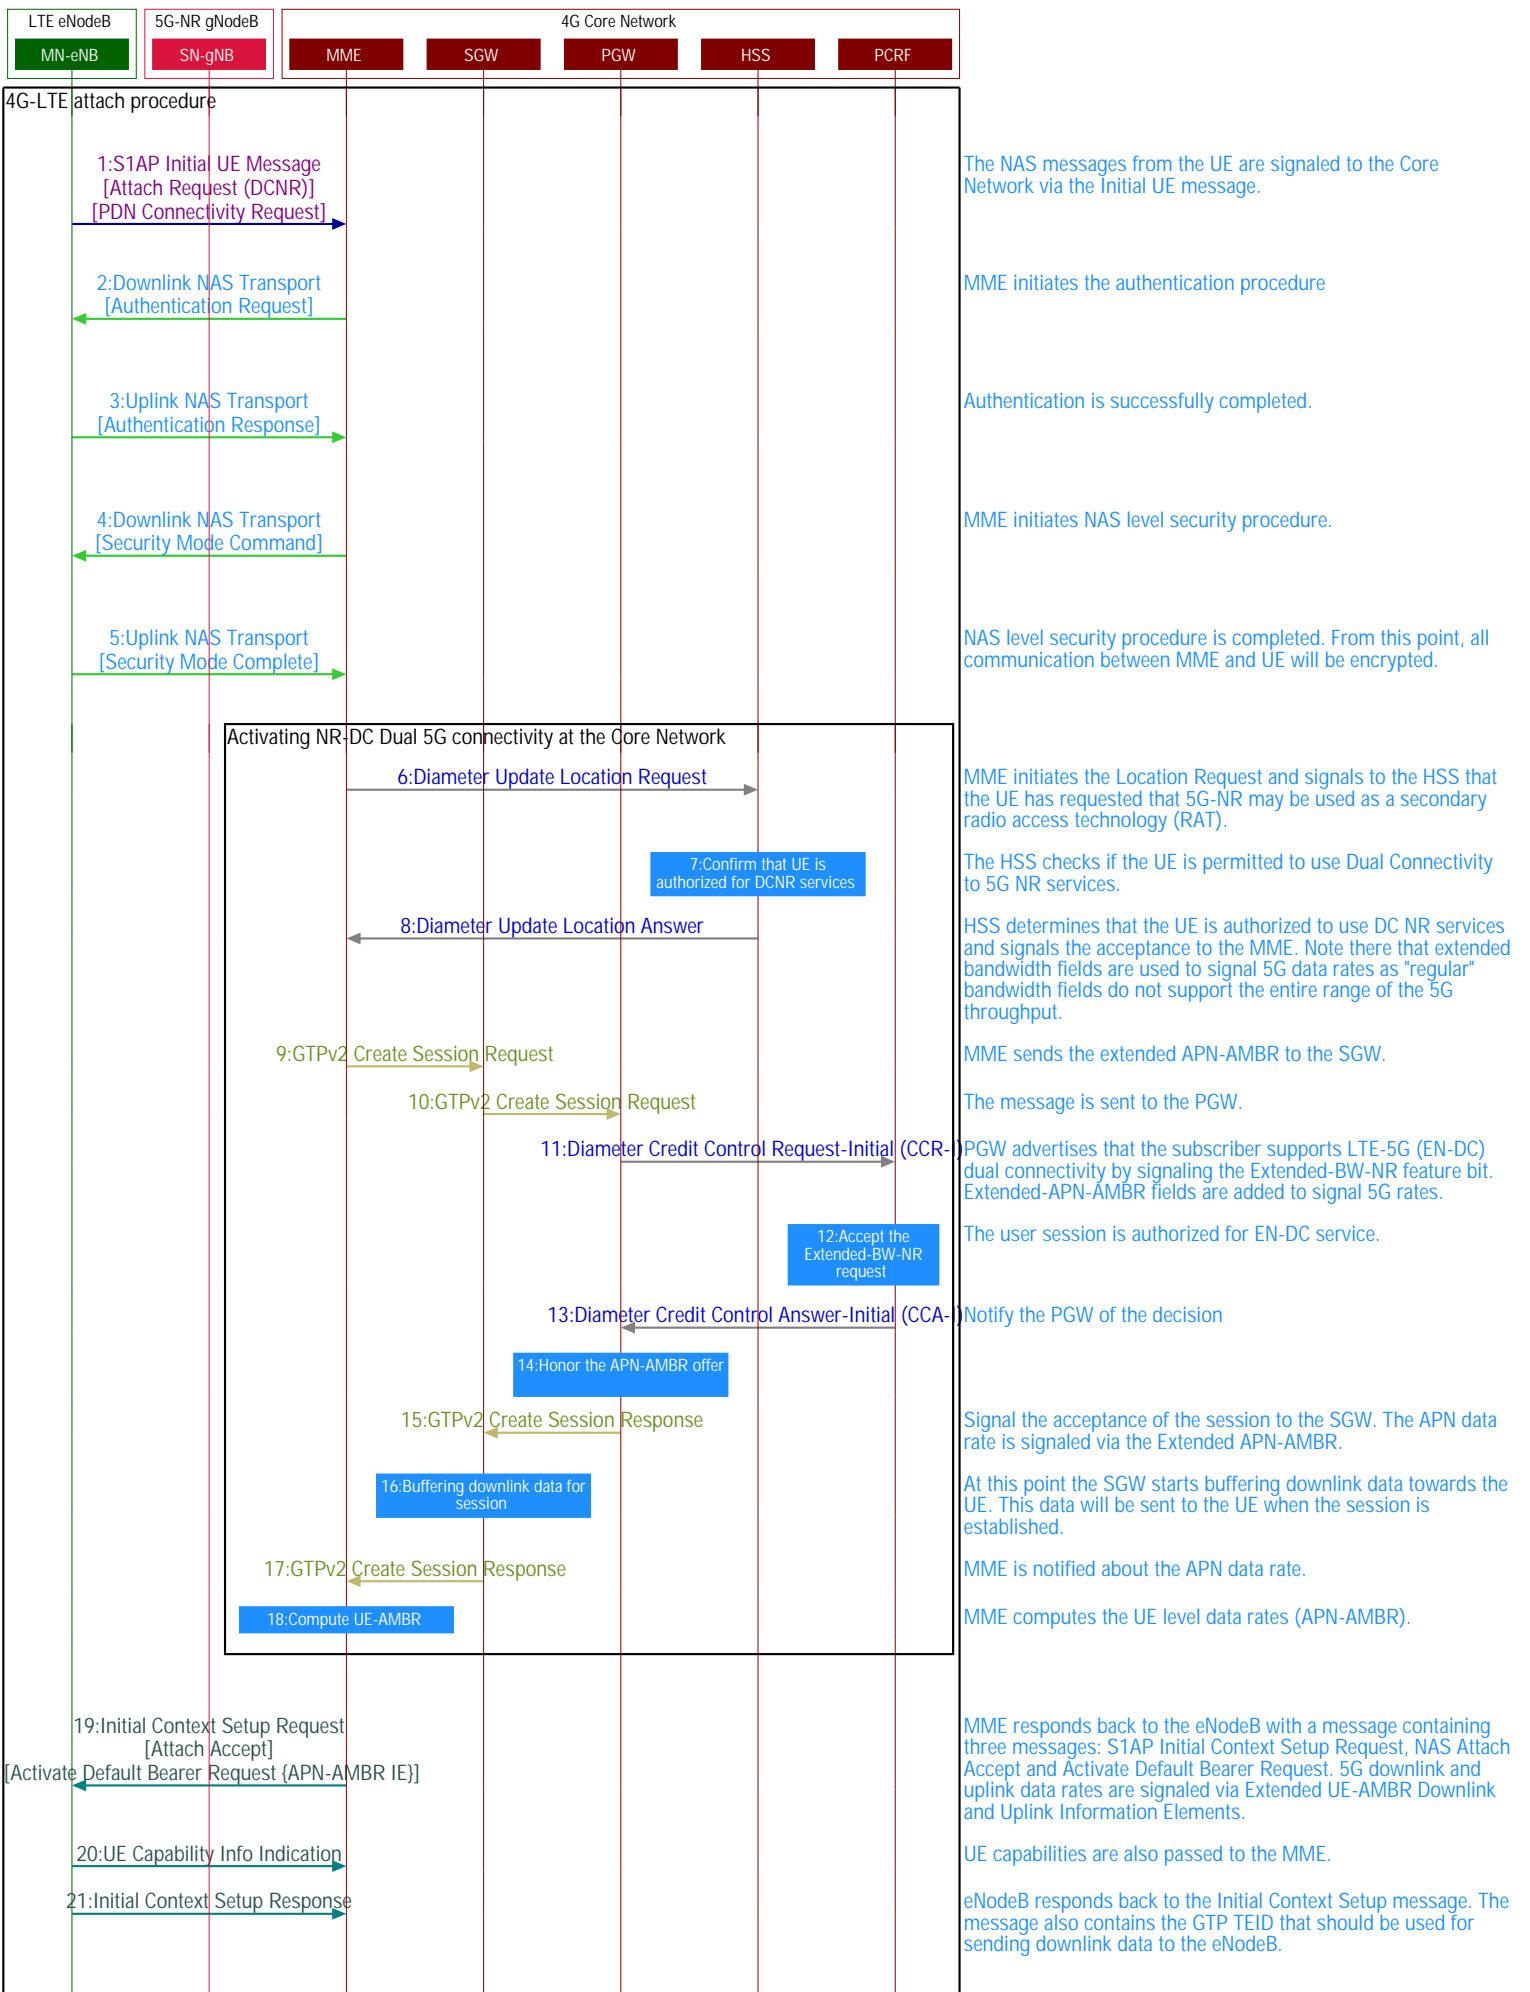 LTE eNodeB
5G-NR gNodeB
4G Core Network
MN-eNB
SN-gNB
MME
SGW
PGW
HSS
PCRF
4G-LTE attach procedure
1:S1AP Initial UE Message
[Attach Request (DCNR)]
[PDN Connectivity Request]
The NAS messages from the UE are signaled to the Core
Network via the Initial UE message.
2:Downlink NAS Transport
[Authentication Request]
MME initiates the authentication procedure
3:Uplink NAS Transport
[Authentication Response]
Authentication is successfully completed.
4:Downlink NAS Transport
[Security Mode Command]
MME initiates NAS level security procedure.
5:Uplink NAS Transport
[Security Mode Complete]
NAS level security procedure is completed. From this point, all
communication between MME and UE will be encrypted.
Activating NR-DC Dual 5G connectivity at the Core Network
6:Diameter Update Location Request
MME initiates the Location Request and signals to the HSS that
the UE has requested that 5G-NR may be used as a secondary
radio access technology (RAT).
7:Confirm that UE is
authorized for DCNR services
The HSS checks if the UE is permitted to use Dual Connectivity
to 5G NR services.
8:Diameter Update Location Answer
HSS determines that the UE is authorized to use DC NR services
and signals the acceptance to the MME. Note there that extended
bandwidth fields are used to signal 5G data rates as "regular"
bandwidth fields do not support the entire range of the 5G
throughput.
9:GTPv2 Create Session Request
MME sends the extended APN-AMBR to the SGW.
10:GTPv2 Create Session Request
The message is sent to the PGW.
11:Diameter Credit Control Request-Initial (CCR-I)
PGW advertises that the subscriber supports LTE-5G (EN-DC)
dual connectivity by signaling the Extended-BW-NR feature bit.
Extended-APN-AMBR fields are added to signal 5G rates.
12:Accept the
Extended-BW-NR
request
The user session is authorized for EN-DC service.
13:Diameter Credit Control Answer-Initial (CCA-I)
Notify the PGW of the decision
14:Honor the APN-AMBR offer
15:GTPv2 Create Session Response
Signal the acceptance of the session to the SGW. The APN data
rate is signaled via the Extended APN-AMBR.
16:Buffering downlink data for
session
At this point the SGW starts buffering downlink data towards the
UE. This data will be sent to the UE when the session is
established.
17:GTPv2 Create Session Response
MME is notified about the APN data rate.
18:Compute UE-AMBR
MME computes the UE level data rates (APN-AMBR).
19:Initial Context Setup Request
[Attach Accept]
[Activate Default Bearer Request {APN-AMBR IE}]
MME responds back to the eNodeB with a message containing
three messages: S1AP Initial Context Setup Request, NAS Attach
Accept and Activate Default Bearer Request. 5G downlink and
uplink data rates are signaled via Extended UE-AMBR Downlink
and Uplink Information Elements.
20:UE Capability Info Indication
UE capabilities are also passed to the MME.
21:Initial Context Setup Response
eNodeB responds back to the Initial Context Setup message. The
message also contains the GTP TEID that should be used for
sending downlink data to the eNodeB.